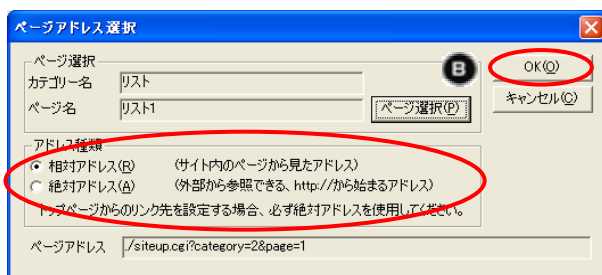 ページアドレス選択
ページ選択
B
OK(O)
カテゴリー名 リスト
キャンセル(C)
ページ名 リスト1 ページ選択(P)
アドレス種類
相対アドレス(R) (サイト内のページから見たアドレス)
絶対アドレス(A) (外部から参照できる、http://から始まるアドレス)
トップページからのリンク先を設定する場合、必ず絶対アドレスを使用してください。
ページアドレス ./siteup.cgi?category=2&page=1